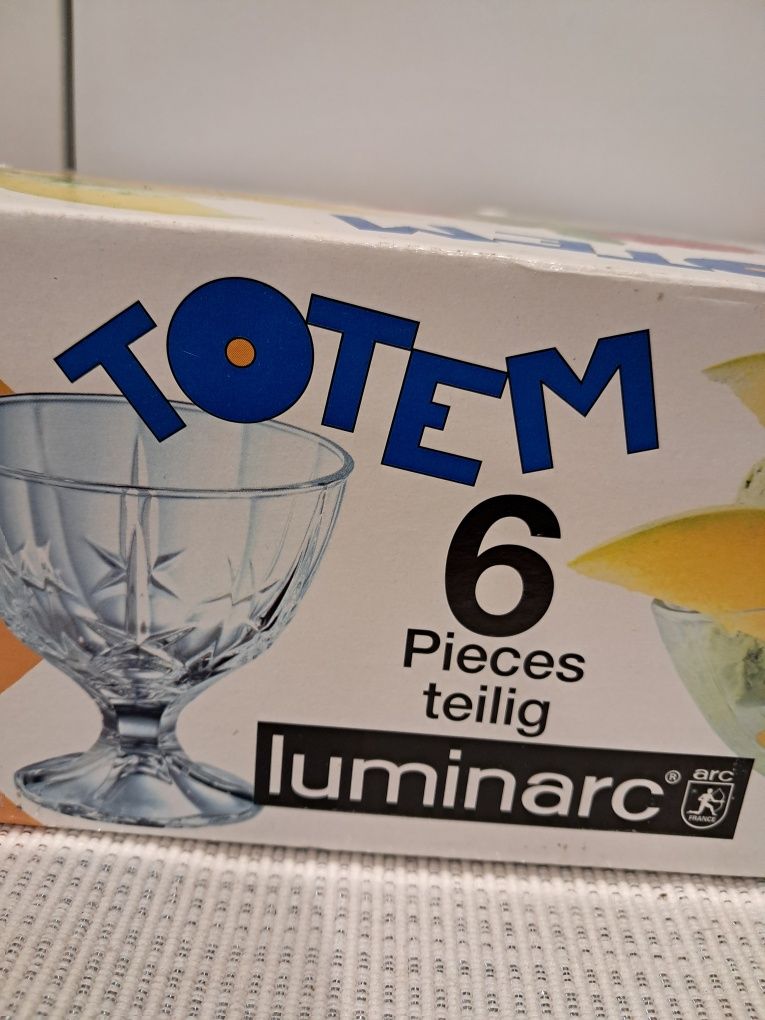 TOTEM
6
Pieces
teilig
luminarc®
arc
FRANCE